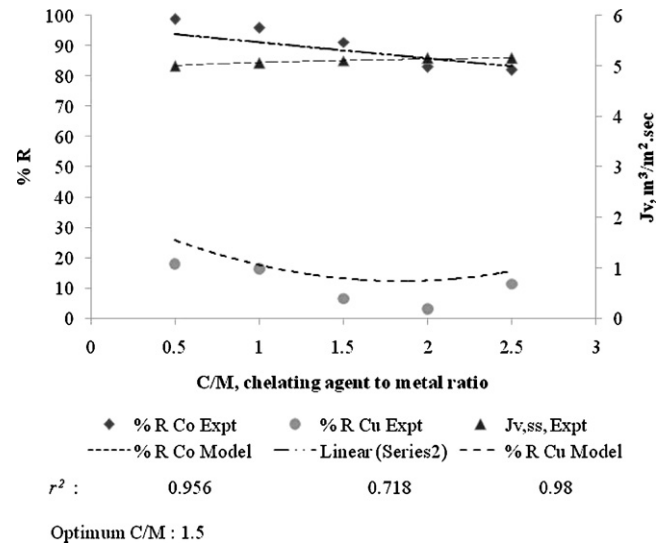 100
90
80
70
60
50
40
30
20
10
0
% R
6
5
4
3
2
1
0
Jv, m³/m².sec
0 0.5 1 1.5 2 2.5 3
C/M, chelating agent to metal ratio
% R Co Expt % R Cu Expt Jv,ss, Expt
% R Co Model Linear (Series2) % R Cu Model
r² : 0.956 0.718 0.98
Optimum C/M : 1.5